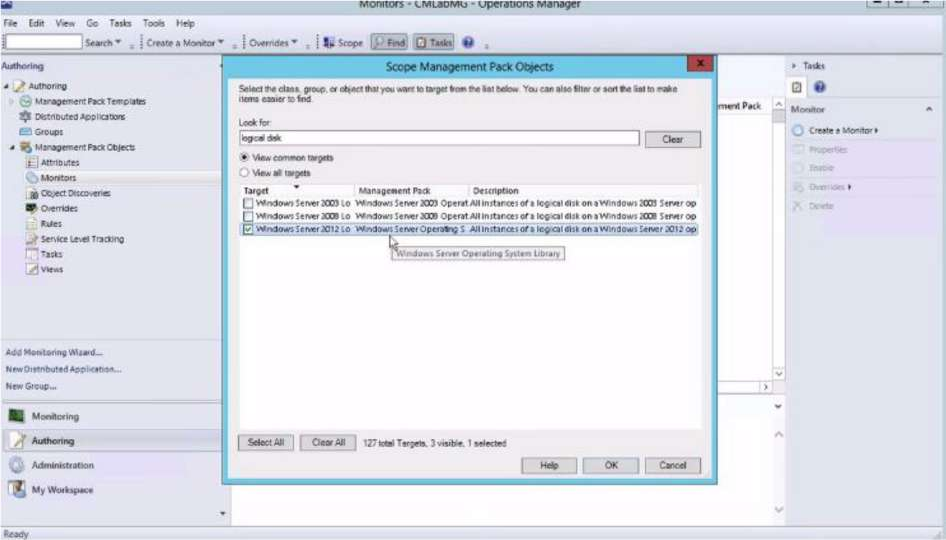 Monitors - CMLabMG - Operations Manager
File Edit View Go Tasks Tools Help
Search Create a Monitor Overrides Scope Find Tasks
Authoring
Authoring
Management Pack Templates
Distributed Applications
Groups
Management Pack Objects
Attributes
Monitors
Object Discoveries
Overrides
Rules
Service Level Tracking
Tasks
Views
Add Monitoring Wizard...
New Distributed Application...
New Group...
Monitoring
Authoring
Administration
My Workspace
Ready
Scope Management Pack Objects
Select the class, group, or object that you want to target from the list below. You can also filter or sort the list to make
items easier to find.
Look for:
logical disk
Clear
View common targets
View all targets
Target Management Pack Description
Windows Server 2003 Lo Windows Server 2003 Operat All instances of a logical disk on a Windows 2003 Server op
Windows Server 2008 Lo Windows Server 2008 Operat All instances of a logical disk on a Windows 2008 Server op
Windows Server 2012 Lo Windows Server Operating S All instances of a logical disk on a Windows Server 2012 op
Windows Server Operating System Library
Select All Clear All 127 total Targets, 3 visible, 1 selected
Help OK Cancel
ement Pack
Tasks
Monitor
Create a Monitor
Properties
Enable
Overrides
Delete